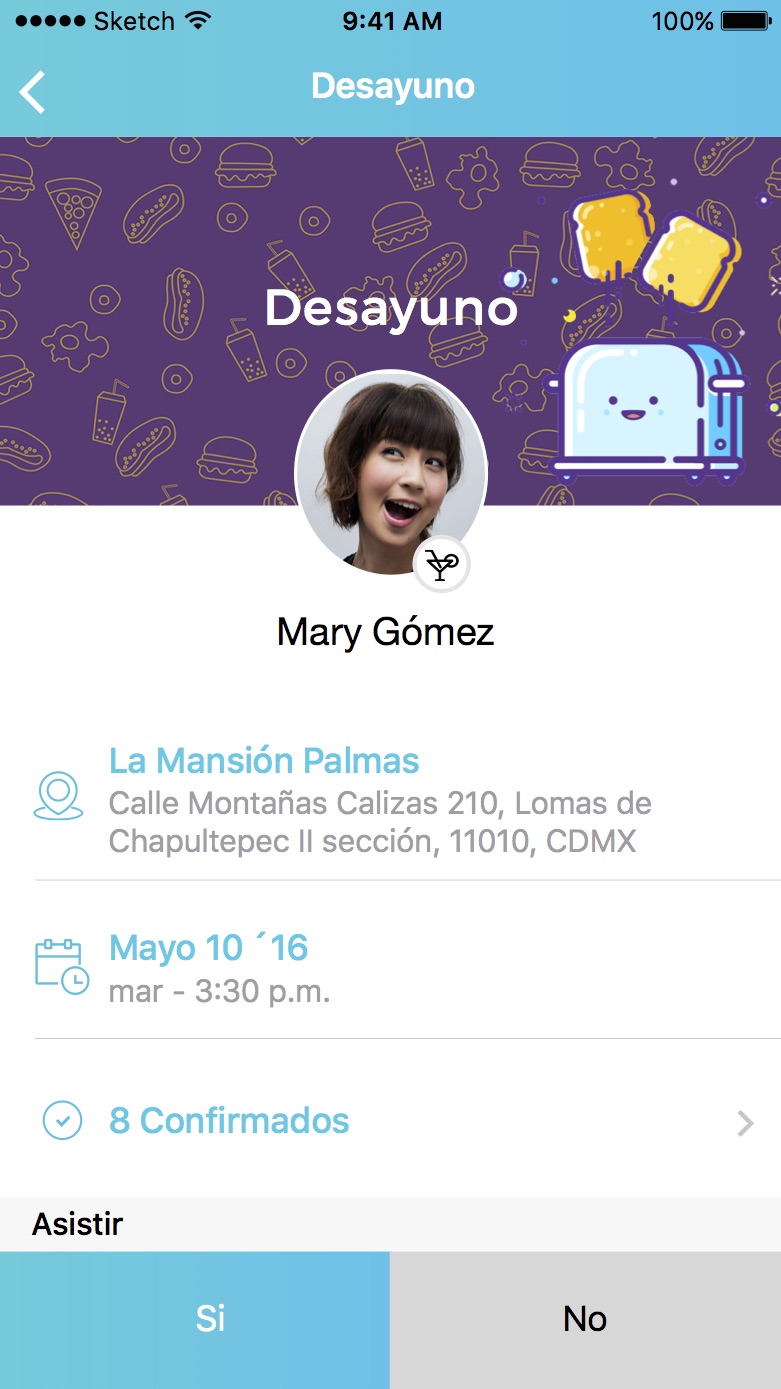 Sketch 9:41 AM 100%
Desayuno
Desayuno
Mary Gómez
La Mansión Palmas
Calle Montañas Calizas 210, Lomas de
Chapultepec II sección, 11010, CDMX
Mayo 10 ´16
mar - 3:30 p.m.
8 Confirmados
Asistir
Si No